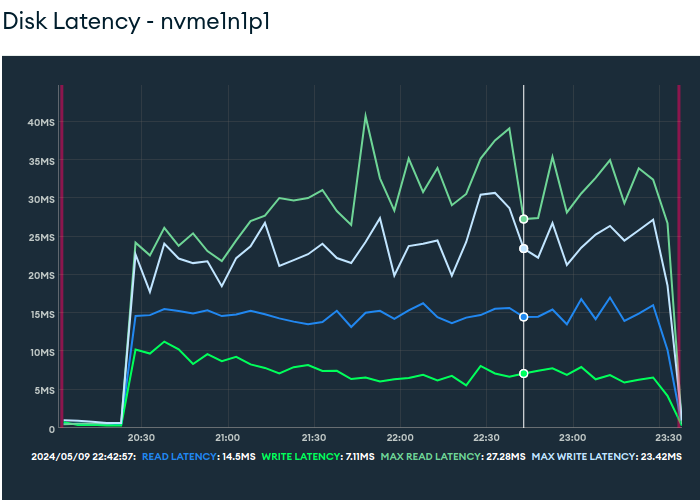 Disk Latency - nvme1n1p1
40MS
35MS
30MS
25MS
20MS
15MS
10MS
5MS
0
20:30 21:00 21:30 22:00 22:30 23:00 23:30
2024/05/09 22:42:57: READ LATENCY: 14.5MS WRITE LATENCY: 7.11MS MAX READ LATENCY: 27.28MS MAX WRITE LATENCY: 23.42MS